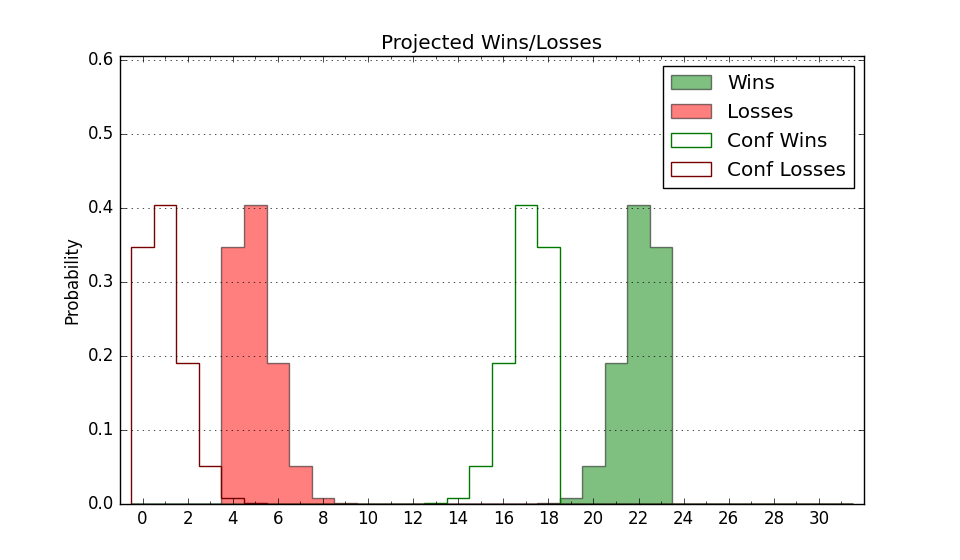 Projected Wins/Losses
0.6
0.5
0.4
0.3
0.2
0.1
0.0
Probability
Wins
Losses
Conf Wins
Conf Losses
0 2 4 6 8 10 12 14 16 18 20 22 24 26 28 30